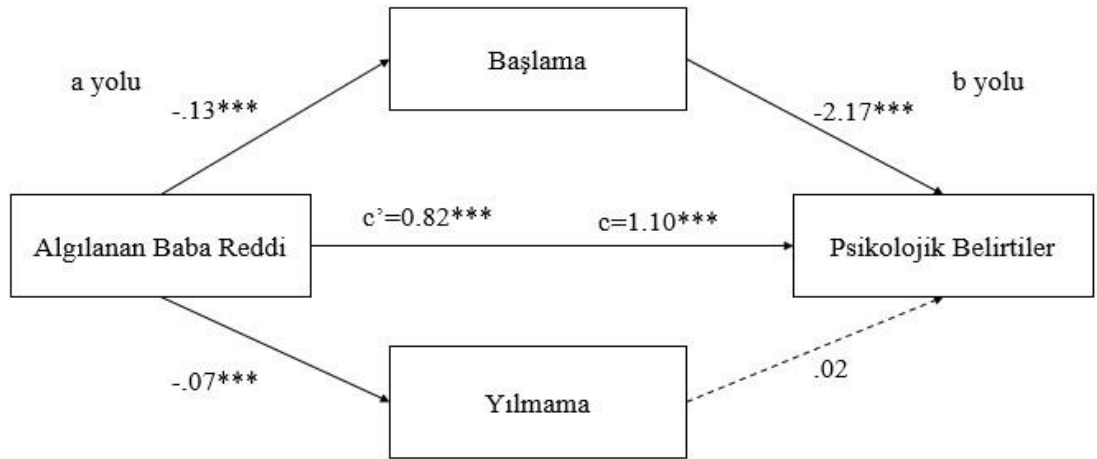 Başlama
a yolu
b yolu
-.13***
-2.17***
c’=0.82***
c=1.10***
Algılanan Baba Reddi
Psikolojik Belirtiler
-.07***
.02
Yılmama